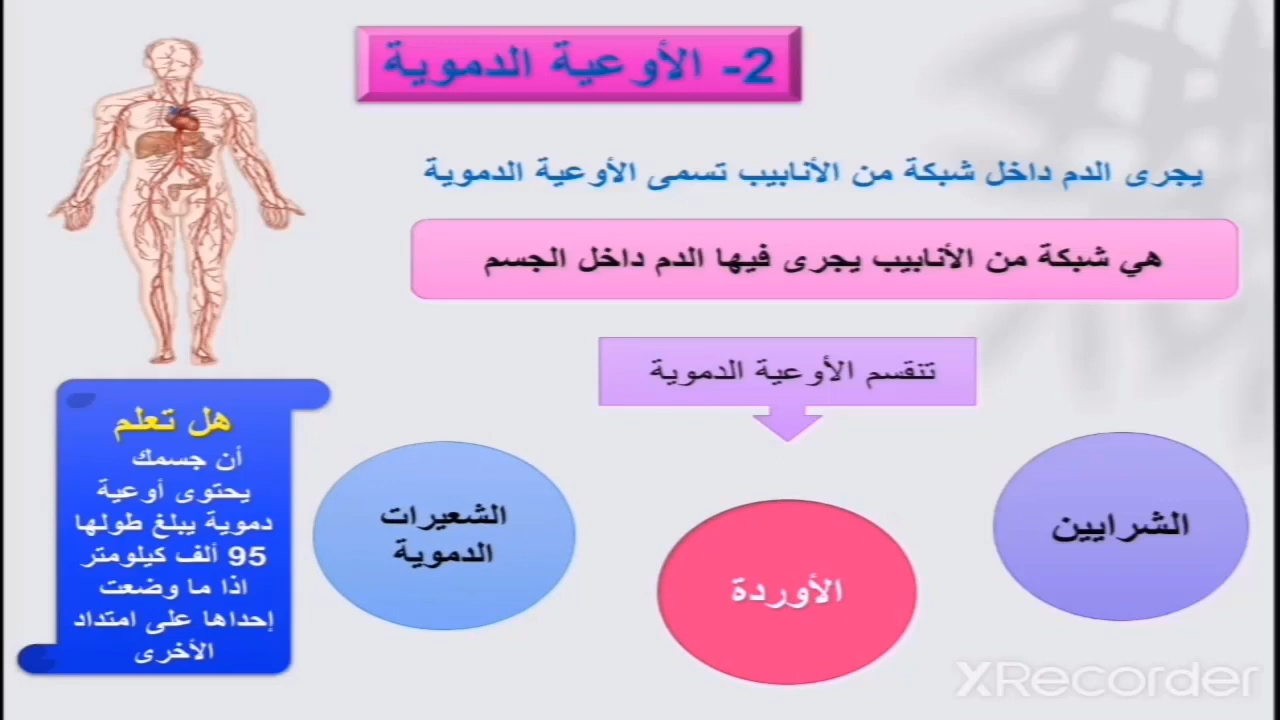 2- الأوعية الدموية
يجرى الدم داخل شبكة من الأنابيب تسمى الأوعية الدموية
هي شبكة من الأنابيب يجرى فيها الدم داخل الجسم
تنقسم الأوعية الدموية
الشرايين
الأوردة
الشعيرات
الدموية
هل تعلم
أن جسمك
يحتوى أوعية
دموية يبلغ طولها
95 ألف كيلومتر
اذا ما وضعت
إحداها على امتداد
الأخرى
XRecorder